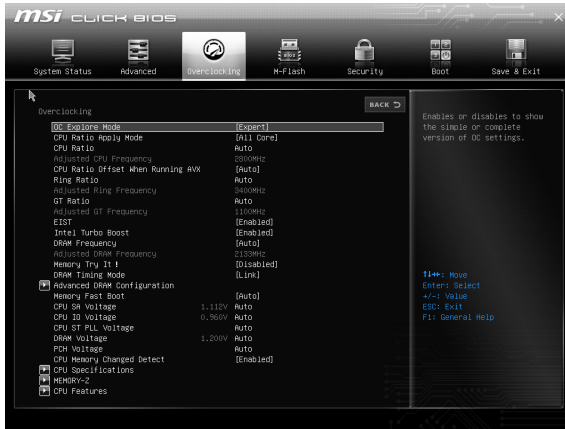 msi CLICK BIOS
×
System Status Advanced Overclocking M-Flash Security Boot Save & Exit
BACK
Overclocking
OC Explore Mode [Expert]
CPU Ratio Apply Mode [All Core]
CPU Ratio Auto
Adjusted CPU Frequency 2800MHz
CPU Ratio Offset When Running AVX [Auto]
Ring Ratio Auto
Adjusted Ring Frequency 3400MHz
GT Ratio Auto
Adjusted GT Frequency 1100MHz
EIST [Enabled]
Intel Turbo Boost [Enabled]
DRAM Frequency [Auto]
Adjusted DRAM Frequency 2133MHz
Memory Try It ! [Disabled]
DRAM Timing Mode [Link]
Advanced DRAM Configuration
Memory Fast Boot [Auto]
CPU SA Voltage 1.112V Auto
CPU IO Voltage 0.960V Auto
CPU ST PLL Voltage Auto
DRAM Voltage 1.200V Auto
PCH Voltage Auto
CPU Memory Changed Detect [Enabled]
CPU Specifications
MEMORY-Z
CPU Features
Enables or disables to show
the simple or complete
version of OC settings.
↑↓←→: Move
Enter: Select
+/-: Value
ESC: Exit
F1: General Help